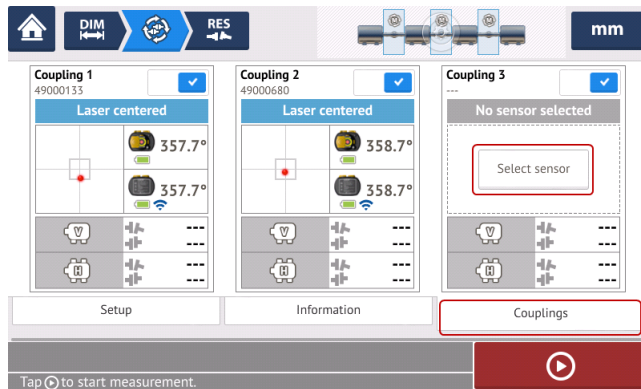 DIM
RES
mm
Coupling 1
49000133
Laser centered
357.7°
357.7°
V
---
---
H
---
---
Coupling 2
49000680
Laser centered
358.7°
358.7°
V
---
---
H
---
---
Coupling 3
---
No sensor selected
Select sensor
V
---
---
H
---
---
Setup
Information
Couplings
Tap to start measurement.